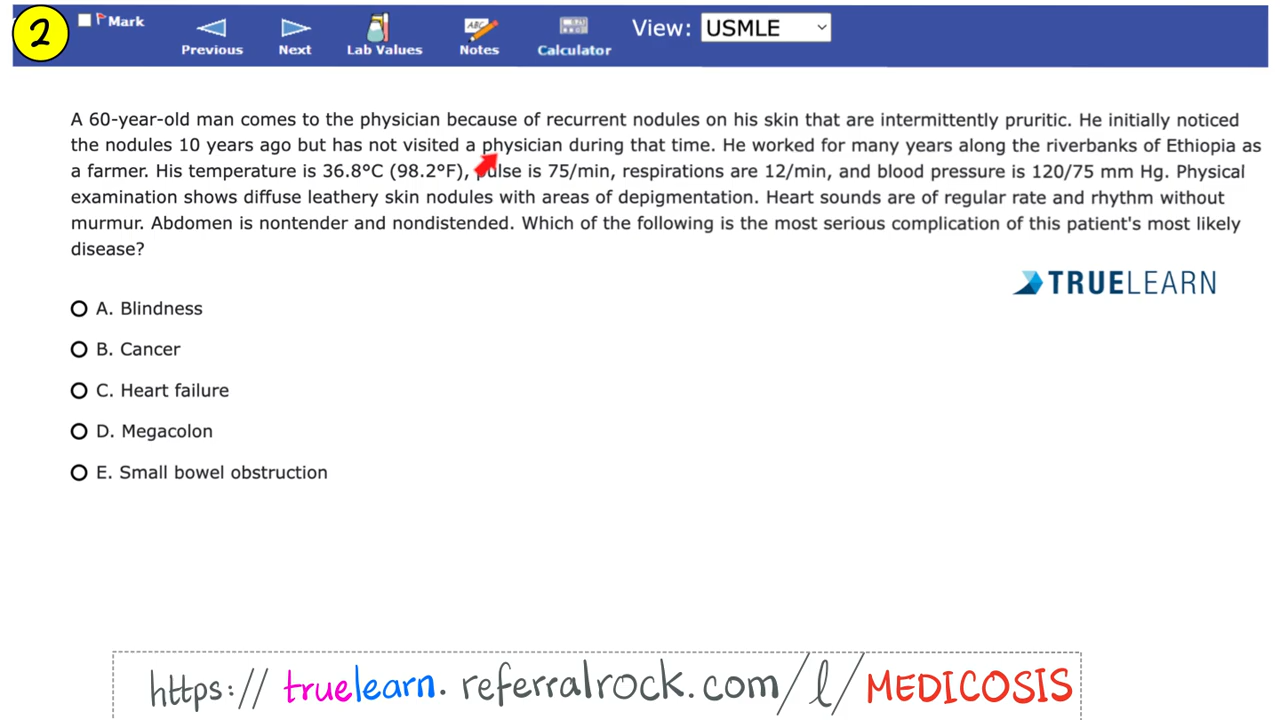 2
Mark
Previous
Next
Lab Values
ABC
Notes
Calculator
View:
USMLE
A 60-year-old man comes to the physician because of recurrent nodules on his skin that are intermittently pruritic. He initially noticed
the nodules 10 years ago but has not visited a physician during that time. He worked for many years along the riverbanks of Ethiopia as
a farmer. His temperature is 36.8°C (98.2°F), pulse is 75/min, respirations are 12/min, and blood pressure is 120/75 mm Hg. Physical
examination shows diffuse leathery skin nodules with areas of depigmentation. Heart sounds are of regular rate and rhythm without
murmur. Abdomen is nontender and nondistended. Which of the following is the most serious complication of this patient's most likely
disease?
TRUELEARN
A. Blindness
B. Cancer
C. Heart failure
D. Megacolon
E. Small bowel obstruction
https://truelearn.referralrock.com/l/MEDICOSIS